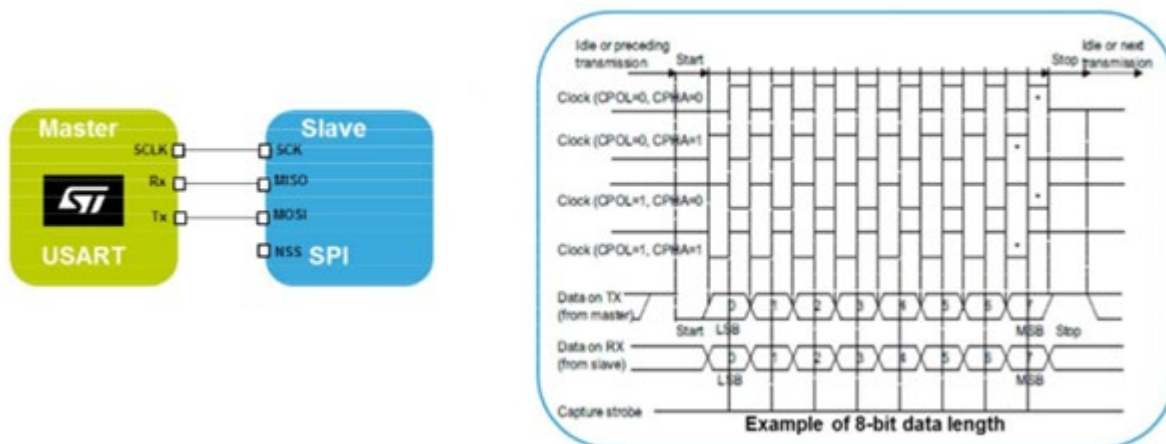 Master
SCLK
Rx
Tx
ST
USART
Slave
SCK
MISO
MOSI
NSS
SPI
Idle or preceding
transmission
Start
Stop
Idle or next
transmission
Clock (CPOL=0, CPHA=0
*
Clock (CPOL=0, CPHA=1
*
Clock (CPOL=1, CPHA=0
*
Clock (CPOL=1, CPHA=1
*
Data on TX
(from master)
0 1 2 3 4 5 6 7
Start LSB MSB Stop
Data on RX
(from slave)
0 1 2 3 4 5 6 7
LSB MSB
Capture strobe
Example of 8-bit data length